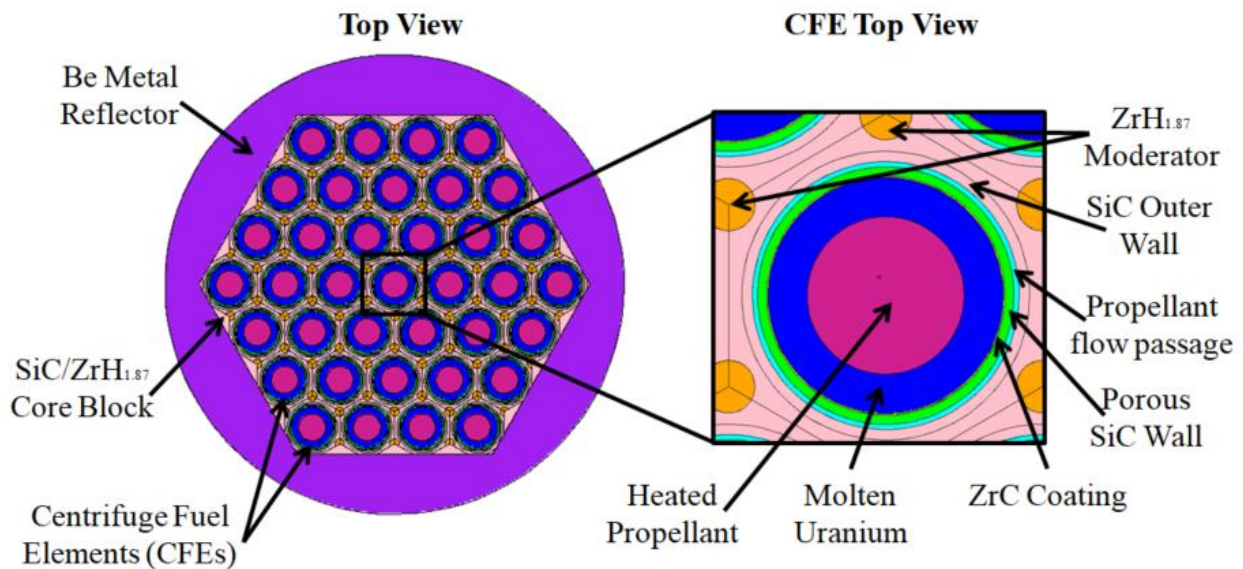 Top View
CFE Top View
Be Metal
Reflector
SiC/ZrH1.87
Core Block
Centrifuge Fuel
Elements (CFEs)
ZrH1.87
Moderator
SiC Outer
Wall
Propellant
flow passage
Porous
SiC Wall
Heated
Propellant
Molten
Uranium
ZrC Coating